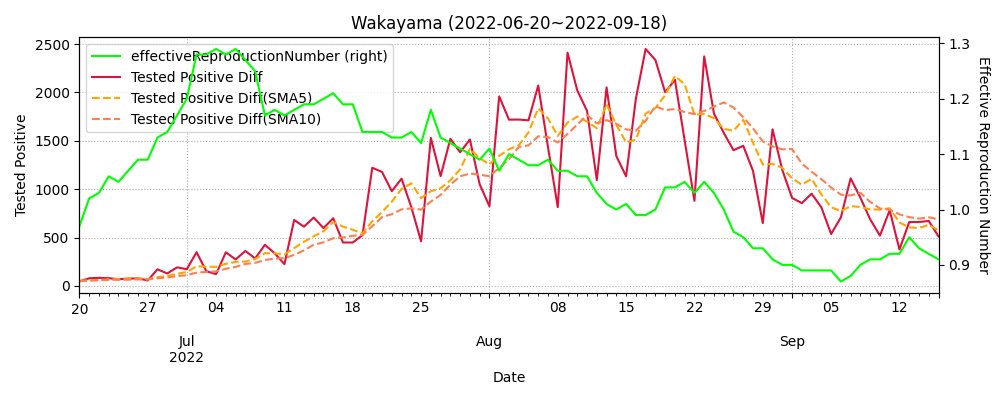 Wakayama (2022-06-20~2022-09-18)
effectiveReproductionNumber (right)
Tested Positive Diff
Tested Positive Diff(SMA5)
Tested Positive Diff(SMA10)
Tested Positive
2500
2000
1500
1000
500
0
1.3
1.2
1.1
1.0
0.9
Effective Reproduction Number
20 27 04 11 18 25 08 15 22 29 05 12
Jul Aug Sep
2022
Date